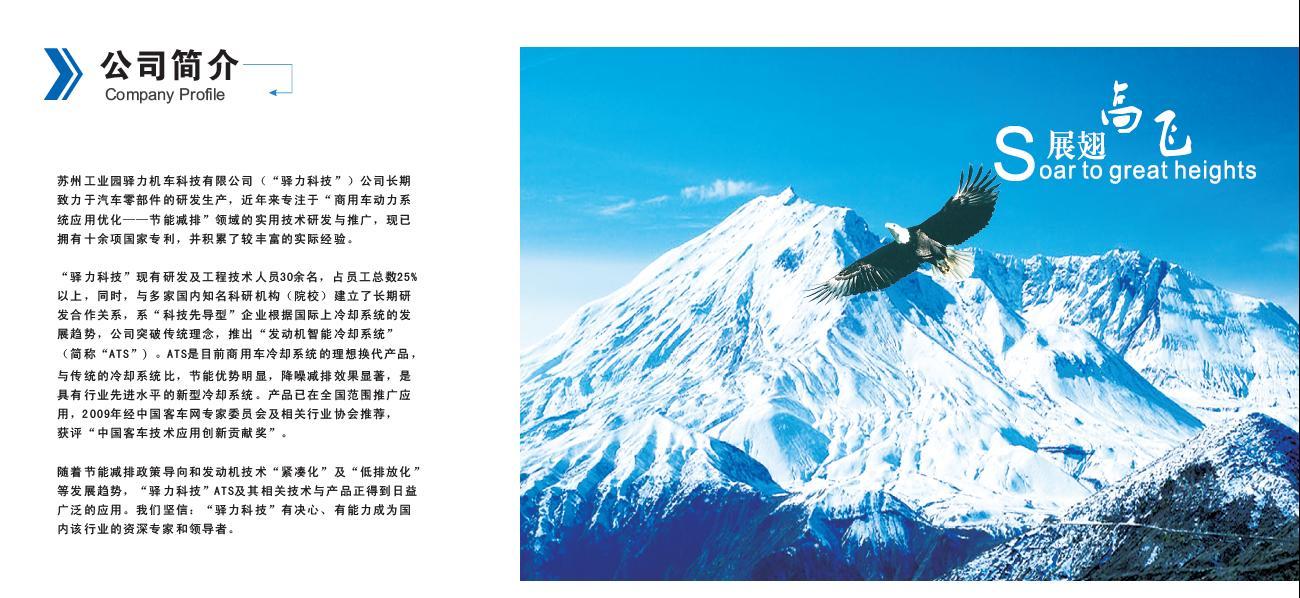 公司简介
Company Profile
苏州工业园驿力机车科技有限公司（“驿力科技”）公司长期
致力于汽车零部件的研发生产，近年来专注于“商用车动力系
统应用优化——节能减排”领域的实用技术研发与推广，现已
拥有十余项国家专利，并积累了较丰富的实际经验。
“驿力科技”现有研发及工程技术人员30余名，占员工总数25%
以上，同时，与多家国内知名科研机构（院校）建立了长期研
发合作关系，系“科技先导型”企业根据国际上冷却系统的发
展趋势，公司突破传统理念，推出“发动机智能冷却系统”
（简称“ATS”）。ATS是目前商用车冷却系统的理想换代产品，
与传统的冷却系统比，节能优势明显，降噪减排效果显著，是
具有行业先进水平的新型冷却系统。产品已在全国范围推广应
用，2009年经中国客车网专家委员会及相关行业协会推荐，
获评“中国客车技术应用创新贡献奖”。
随着节能减排政策导向和发动机技术“紧凑化”及“低排放化”
等发展趋势，“驿力科技”ATS及其相关技术与产品正得到日益
广泛的应用。我们坚信：“驿力科技”有决心、有能力成为国
内该行业的资深专家和领导者。
展翅高飞
Soar to great heights